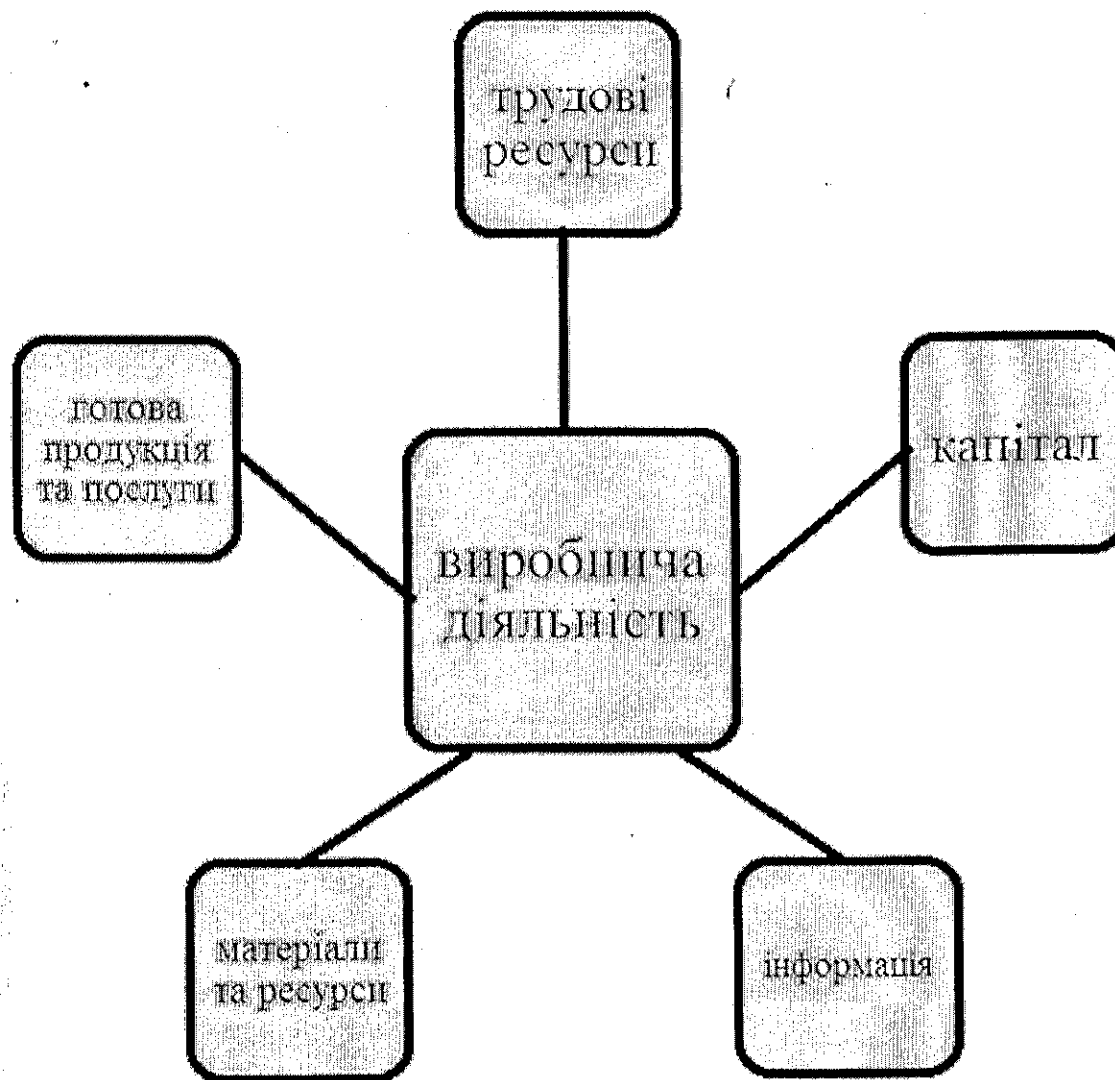 трудові
ресурси
готова
продукція
та послуги
капітал
виробнича
діяльність
матеріали
та ресурси
інформація